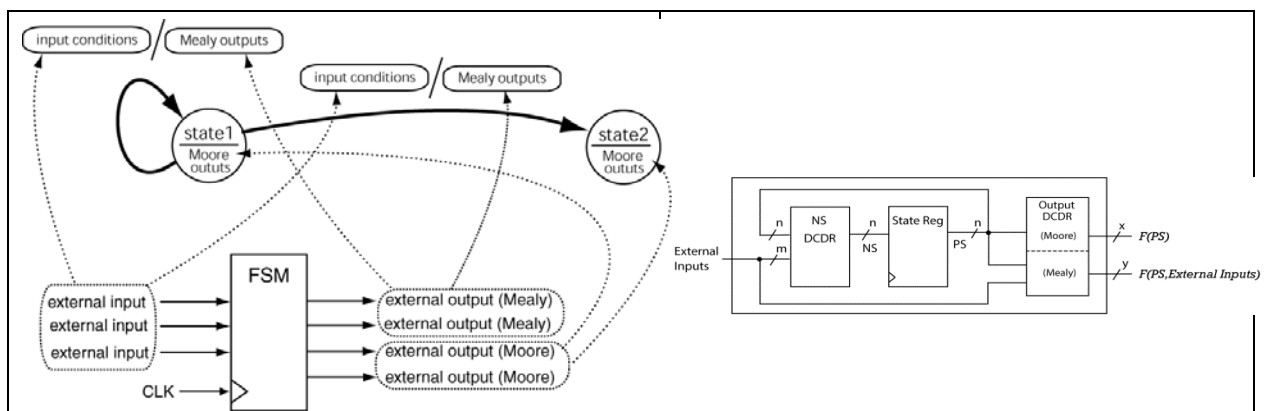 input conditions / Mealy outputs
input conditions / Mealy outputs
state1
Moore
oututs
state2
Moore
oututs
FSM
external input
external input
external input
CLK
external output (Mealy)
external output (Mealy)
external output (Moore)
external output (Moore)
External
Inputs
n
m
NS
DCDR
n
NS
State Reg
n
PS
Output
DCDR
(Moore)
(Mealy)
x
F(PS)
y
F(PS,External Inputs)